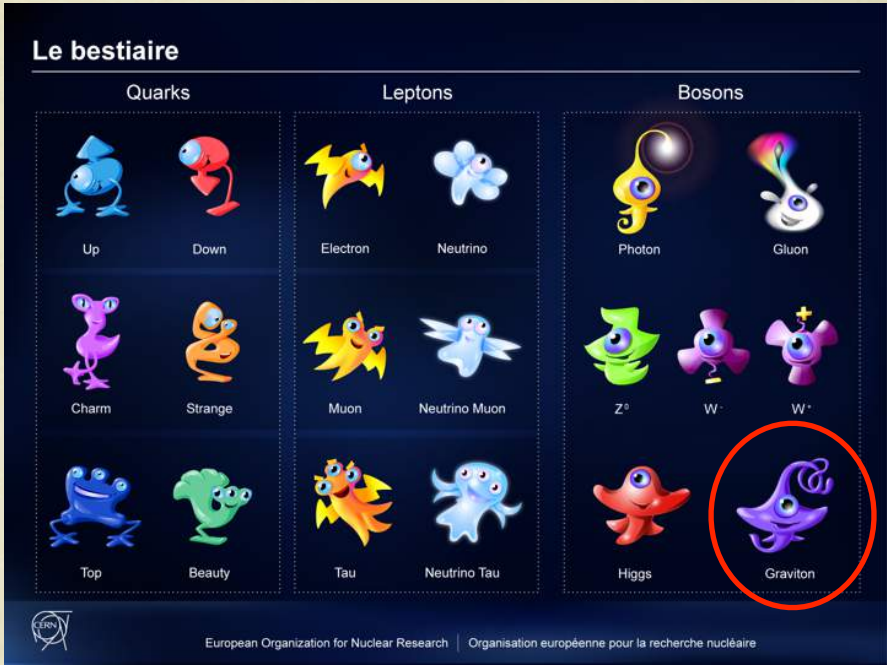 Le bestiaire
Quarks Leptons Bosons
Up Down Electron Neutrino Photon Gluon
Charm Strange Muon Neutrino Muon Z⁰ W⁻ W⁺
Top Beauty Tau Neutrino Tau Higgs Graviton
CERN European Organization for Nuclear Research | Organisation européenne pour la recherche nucléaire